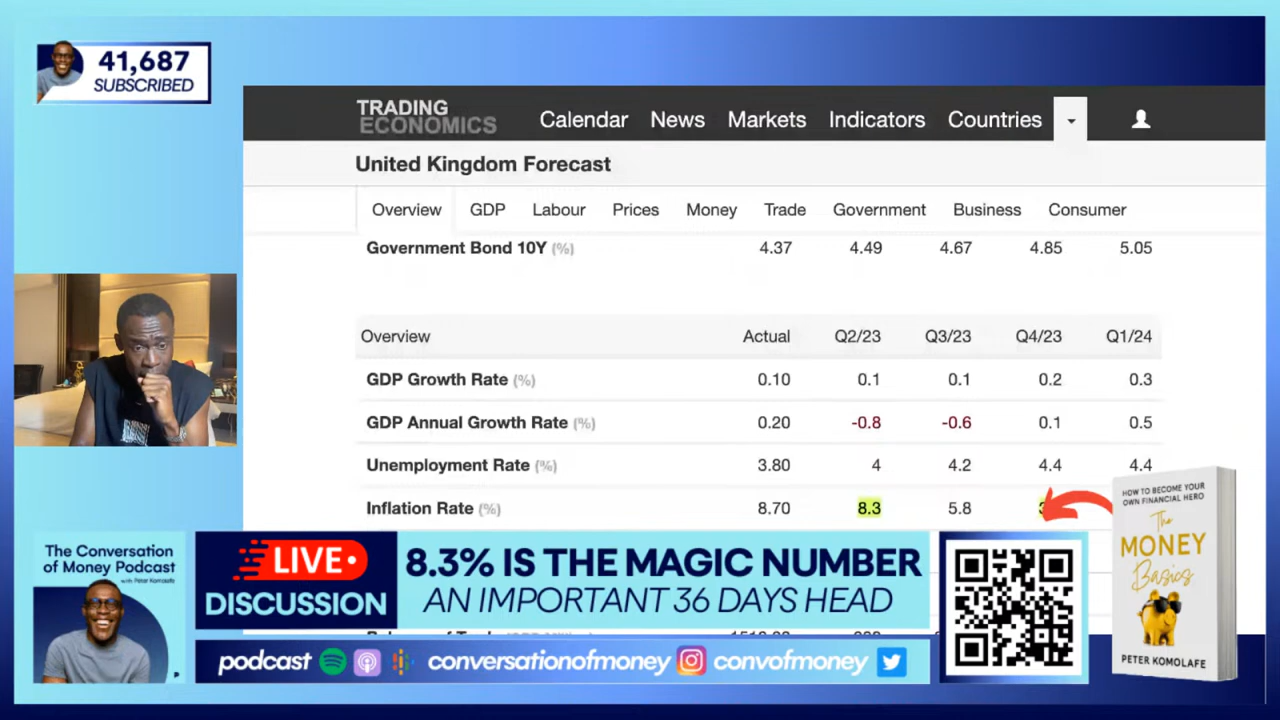 41,687
SUBSCRIBED
TRADING
ECONOMICS
Calendar News Markets Indicators Countries
United Kingdom Forecast
Overview GDP Labour Prices Money Trade Government Business Consumer
Government Bond 10Y (%) 4.37 4.49 4.67 4.85 5.05
Overview Actual Q2/23 Q3/23 Q4/23 Q1/24
GDP Growth Rate (%) 0.10 0.1 0.1 0.2 0.3
GDP Annual Growth Rate (%) 0.20 -0.8 -0.6 0.1 0.5
Unemployment Rate (%) 3.80 4 4.2 4.4 4.4
Inflation Rate (%) 8.70 8.3 5.8
The Conversation
of Money Podcast
with Peter Komolafe
LIVE
DISCUSSION
8.3% IS THE MAGIC NUMBER
AN IMPORTANT 36 DAYS HEAD
podcast conversationofmoney convofmoney
HOW TO BECOME YOUR
OWN FINANCIAL HERO
The
MONEY
Basics
PETER KOMOLAFE